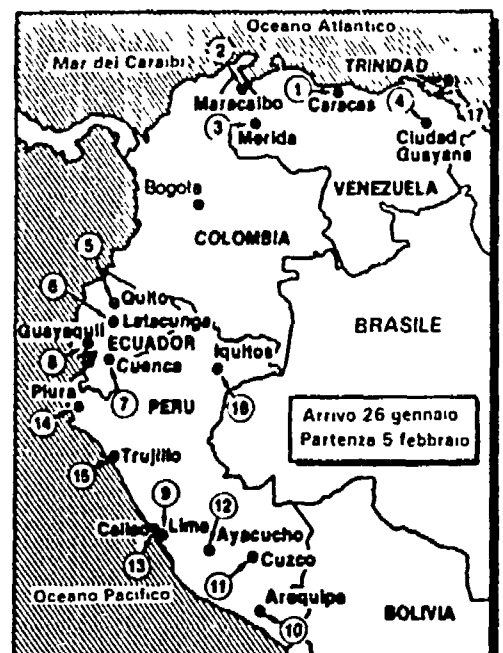 Oceano Atlantico
Mar dei Caraibi
2
TRINIDAD
1
Maracaibo
Caracas
4
17
3
Merida
Ciudad
Guayana
Bogota
VENEZUELA
COLOMBIA
5
6
Quito
Latacunga
Guayaquil
ECUADOR
BRASILE
8
Cuenca
Iquitos
7
16
Piura
PERU
14
Arrivo 26 gennaio
Partenza 5 febbraio
15
Trujillo
9
12
Callao
Lima
Ayacucho
13
11
Cuzco
Oceano Pacifico
Arequipa
10
BOLIVIA